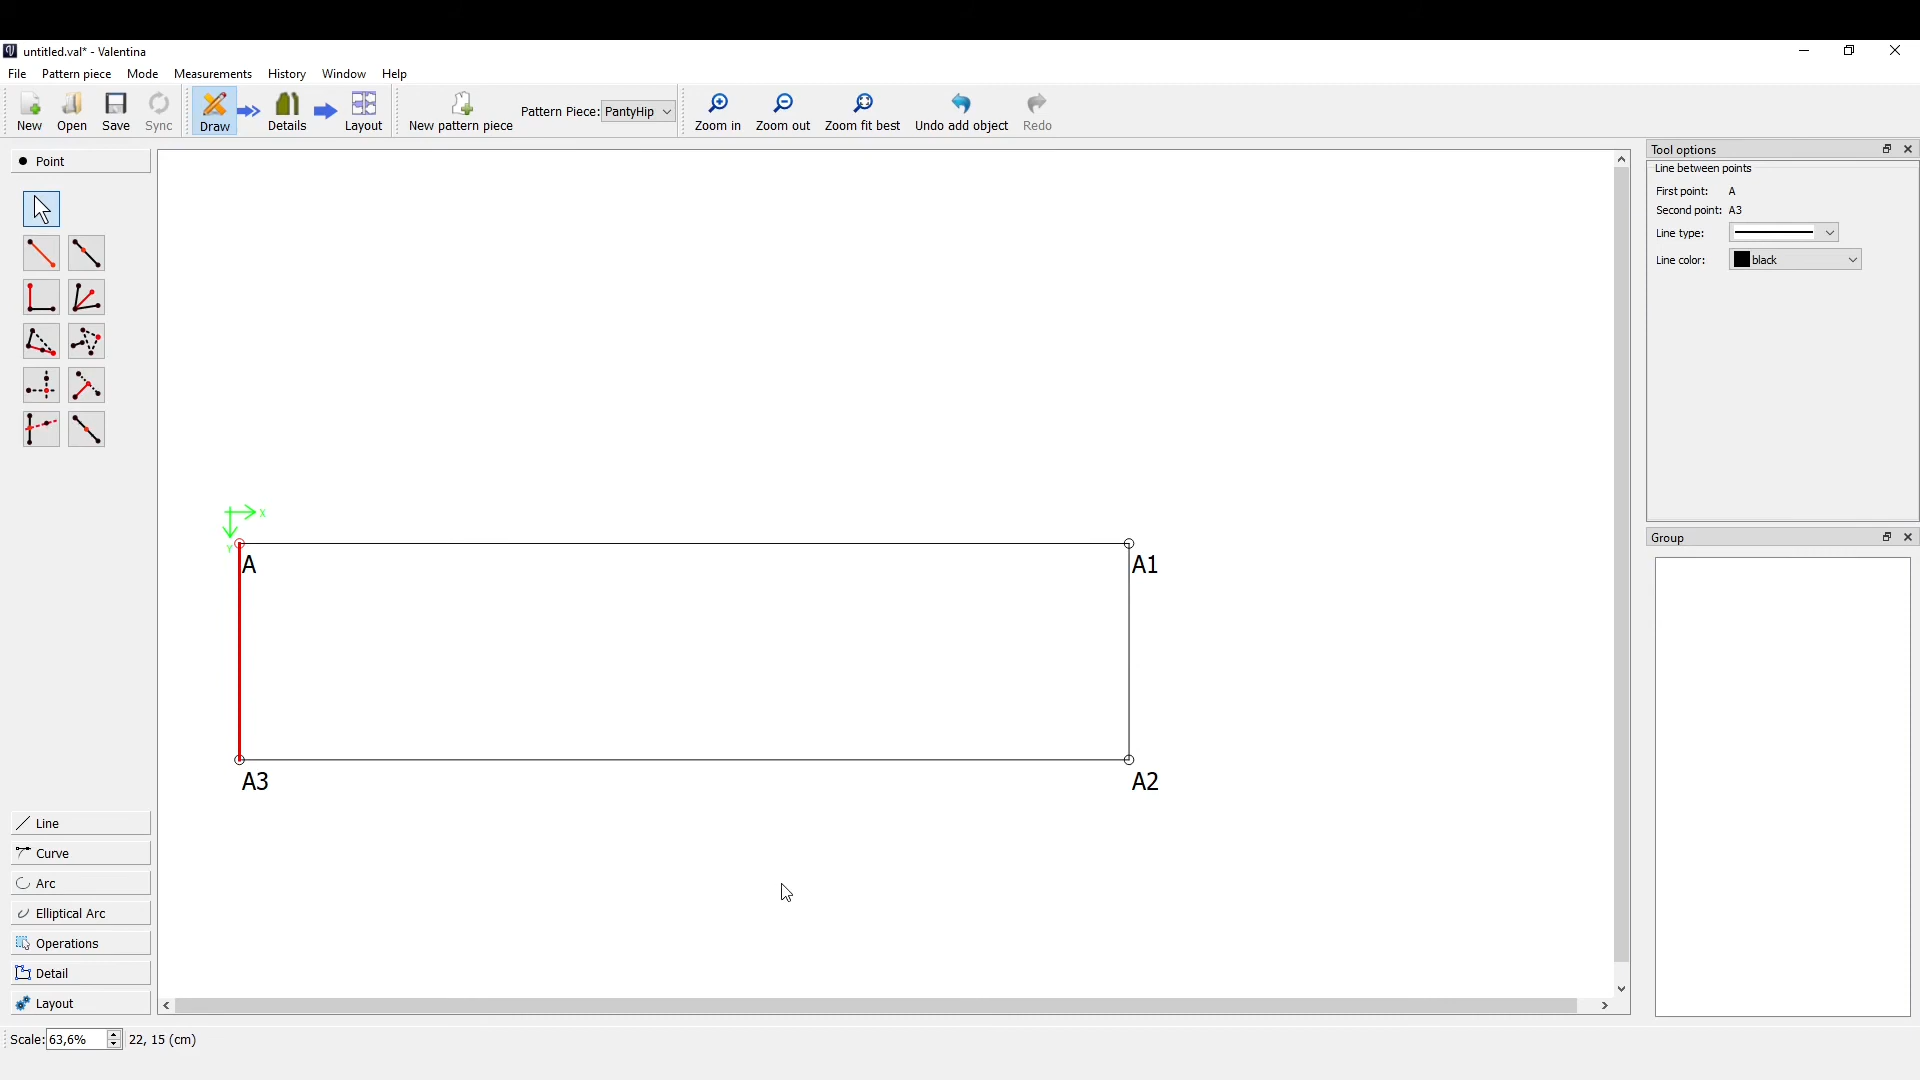 untitled.val* - Valentina
File Pattern piece Mode Measurements History Window Help
New Open Save Sync Draw Details Layout New pattern piece Pattern Piece: PantyHip Zoom in Zoom out Zoom fit best Undo add object Redo
Point
Tool options
Line between points
First point: A
Second point: A3
Line type:
Line color: black
Group
X
Y
A
A1
A3
A2
Line
Curve
Arc
Elliptical Arc
Operations
Detail
Layout
Scale: 63,6% 22, 15 (cm)